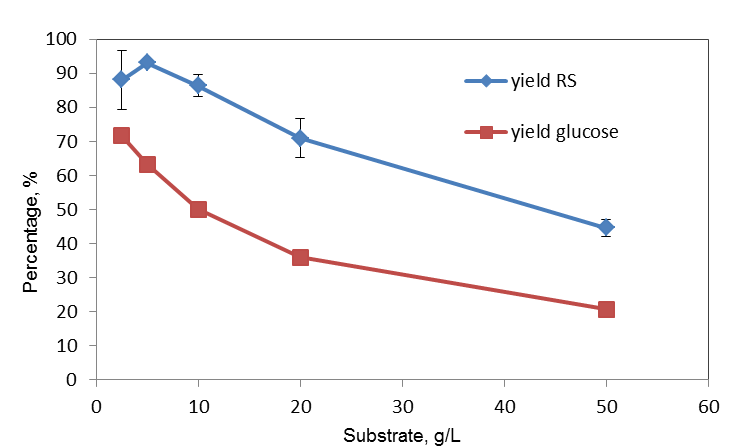 100
90
80
70
60
50
40
30
20
10
0
Percentage, %
yield RS
yield glucose
0 10 20 30 40 50 60
Substrate, g/L